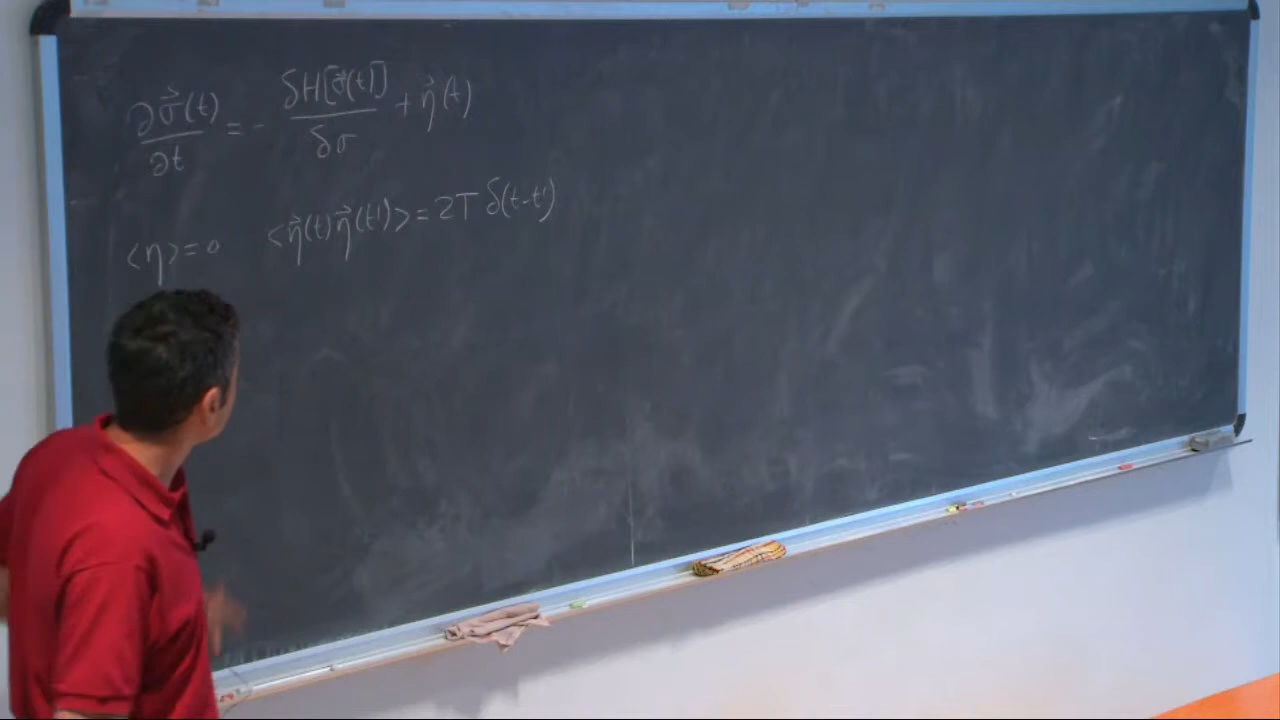 ∂σ⃗(t)/∂t = - δH[σ⃗(t)]/δσ + η⃗(t)
<η> = 0 <η⃗(t)η⃗(t')> = 2T δ(t-t')